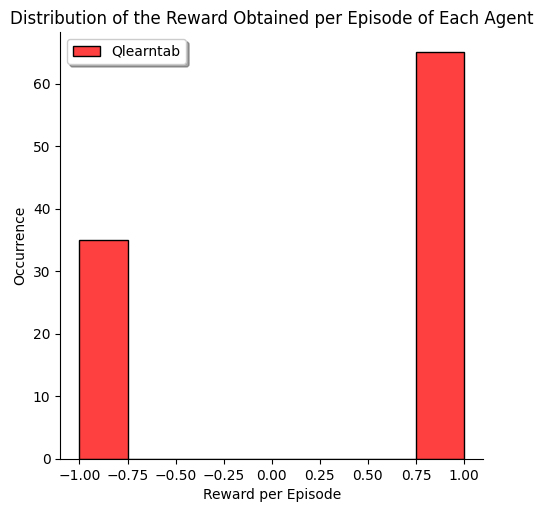 Distribution of the Reward Obtained per Episode of Each Agent
Qlearntab
60
50
40
30
20
10
0
Occurrence
−1.00 −0.75 −0.50 −0.25 0.00 0.25 0.50 0.75 1.00
Reward per Episode